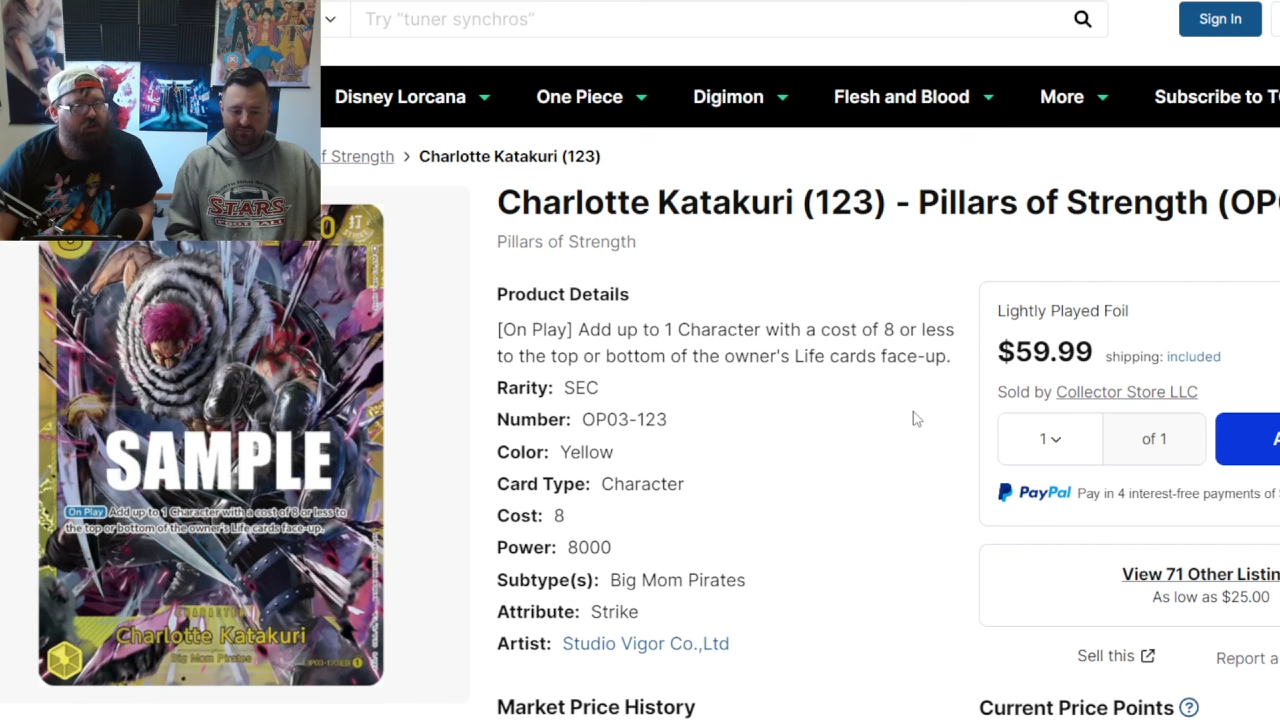 Try "tuner synchros"
Sign In
Disney Lorcana
One Piece
Digimon
Flesh and Blood
More
Subscribe to
f Strength > Charlotte Katakuri (123)
Charlotte Katakuri (123) - Pillars of Strength (OP
Pillars of Strength
Product Details
[On Play] Add up to 1 Character with a cost of 8 or less
to the top or bottom of the owner's Life cards face-up.
Rarity: SEC
Number: OP03-123
Color: Yellow
Card Type: Character
Cost: 8
Power: 8000
Subtype(s): Big Mom Pirates
Attribute: Strike
Artist: Studio Vigor Co.,Ltd
Market Price History
Lightly Played Foil
$59.99 shipping: included
Sold by Collector Store LLC
1
of 1
PayPal Pay in 4 interest-free payments of
View 71 Other
As low as $25.00
Sell this
Report a
Current Price Points
STARS
0
打
SAMPLE
On Play Add up to 1 Character with a cost of 8 or less to
the top or bottom of the owner's Life cards face-up.
CHARACTER
Charlotte Katakuri
Big Mom Pirates